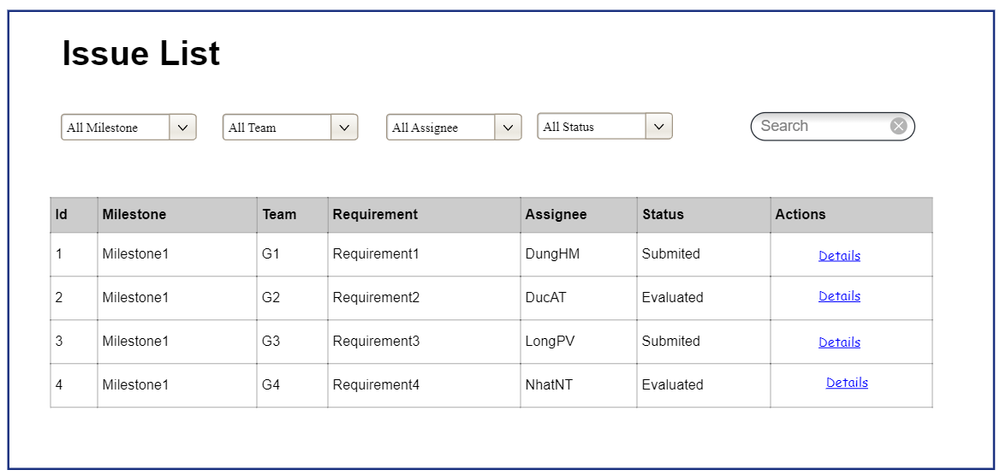 Issue List
All Milestone All Team All Assignee All Status Search
Id Milestone Team Requirement Assignee Status Actions
1 Milestone1 G1 Requirement1 DungHM Submited Details
2 Milestone1 G2 Requirement2 DucAT Evaluated Details
3 Milestone1 G3 Requirement3 LongPV Submited Details
4 Milestone1 G4 Requirement4 NhatNT Evaluated Details